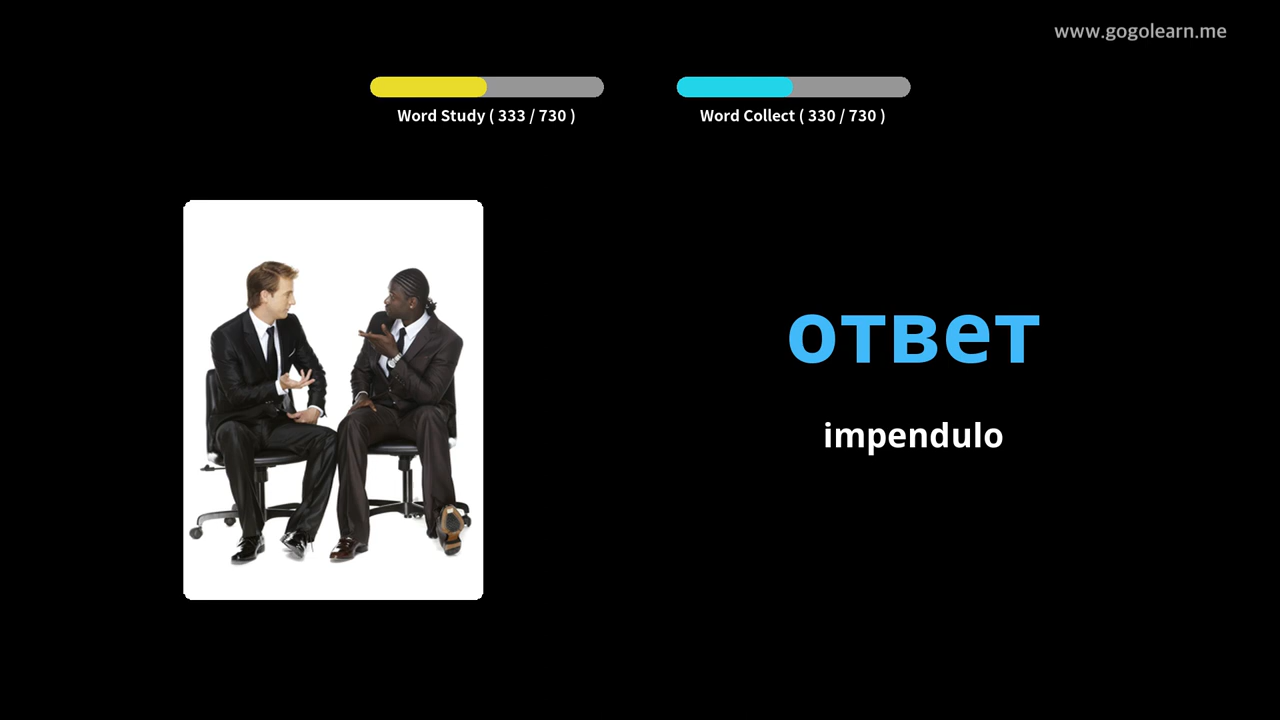 www.gogolearn.me
Word Study ( 333 / 730 )
Word Collect ( 330 / 730 )
ответ
impendulo